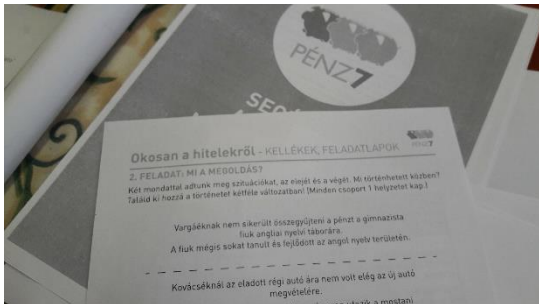 PÉNZ7
SEG
Okosan a hitelekről - KELLÉKEK, FELADATLAPOK
PÉNZ7
2. FELADAT: MI A MEGOLDÁS?
Két mondattal adtunk meg szituációkat, az elejét és a végét. Mi történhetett közben?
Találd ki hozzá a történetet kétféle változatban! (Minden csoport 1 helyzetet kap.)
Vargáéknak nem sikerült összegyűjteni a pénzt a gimnazista
fiuk angliai nyelvi táborára.
A fiuk mégis sokat tanult és fejlődött az angol nyelv területén.
Kovácséknál az eladott régi autó ára nem volt elég az új autó
megvételére.
a mostani